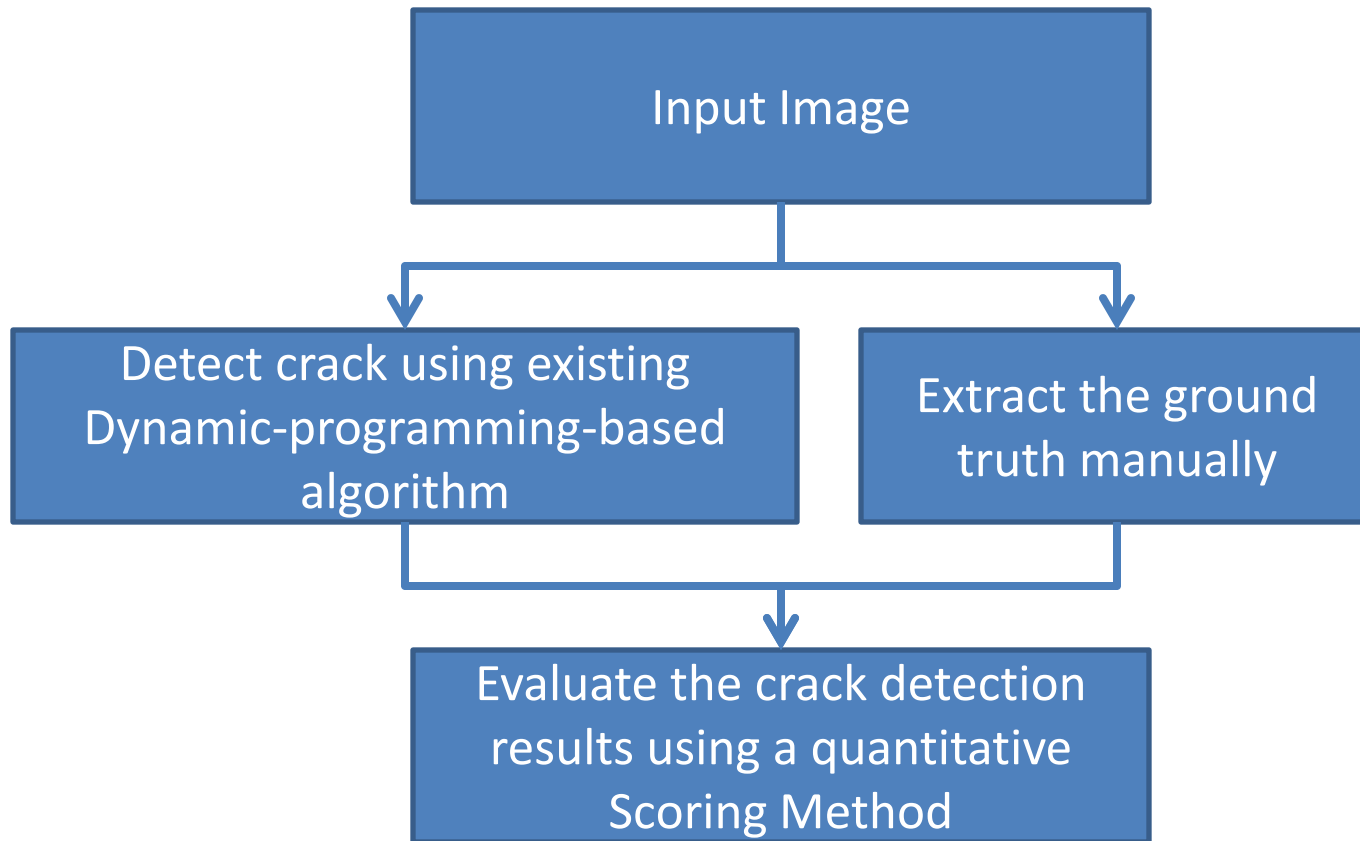 Input Image
Detect crack using existing
Dynamic-programming-based
algorithm
Extract the ground
truth manually
Evaluate the crack detection
results using a quantitative
Scoring Method